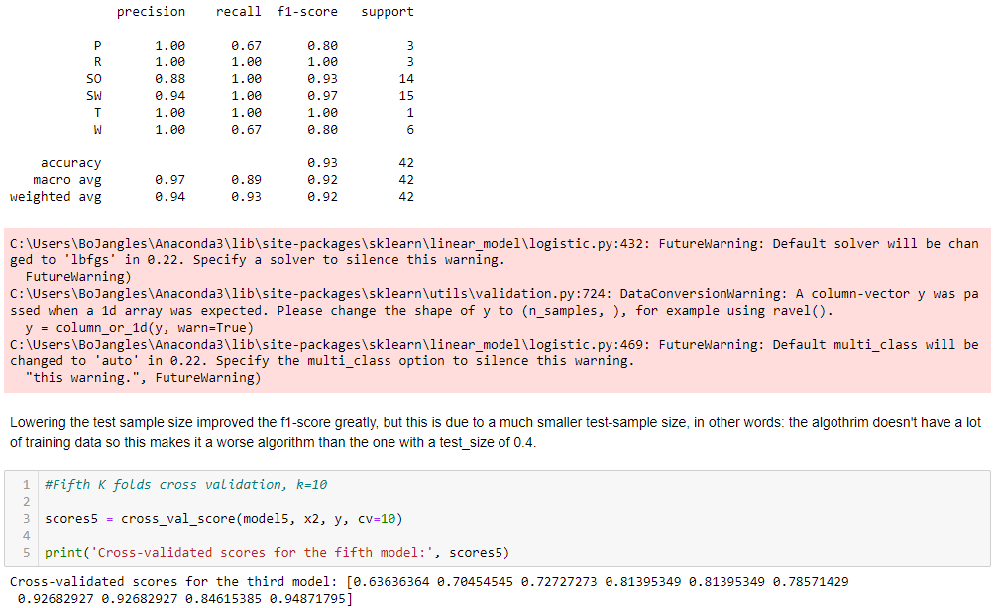 precision recall f1-score support
P 1.00 0.67 0.80 3
R 1.00 1.00 1.00 3
SO 0.88 1.00 0.93 14
SW 0.94 1.00 0.97 15
T 1.00 1.00 1.00 1
W 1.00 0.67 0.80 6
accuracy 0.93 42
macro avg 0.97 0.89 0.92 42
weighted avg 0.94 0.93 0.92 42
C:\Users\BoJangles\Anaconda3\lib\site-packages\sklearn\linear_model\logistic.py:432: FutureWarning: Default solver will be chan
ged to 'lbfgs' in 0.22. Specify a solver to silence this warning.
FutureWarning)
C:\Users\BoJangles\Anaconda3\lib\site-packages\sklearn\utils\validation.py:724: DataConversionWarning: A column-vector y was pa
ssed when a 1d array was expected. Please change the shape of y to (n_samples, ), for example using ravel().
y = column_or_1d(y, warn=True)
C:\Users\BoJangles\Anaconda3\lib\site-packages\sklearn\linear_model\logistic.py:469: FutureWarning: Default multi_class will be
changed to 'auto' in 0.22. Specify the multi_class option to silence this warning.
"this warning.", FutureWarning)
Lowering the test sample size improved the f1-score greatly, but this is due to a much smaller test-sample size, in other words: the algothrim doesn't have a lot
of training data so this makes it a worse algorithm than the one with a test_size of 0.4.
1 #Fifth K folds cross validation, k=10
2
3 scores5 = cross_val_score(model5, x2, y, cv=10)
4
5 print('Cross-validated scores for the fifth model:', scores5)
Cross-validated scores for the third model: [0.63636364 0.70454545 0.72727273 0.81395349 0.81395349 0.78571429
0.92682927 0.92682927 0.84615385 0.94871795]